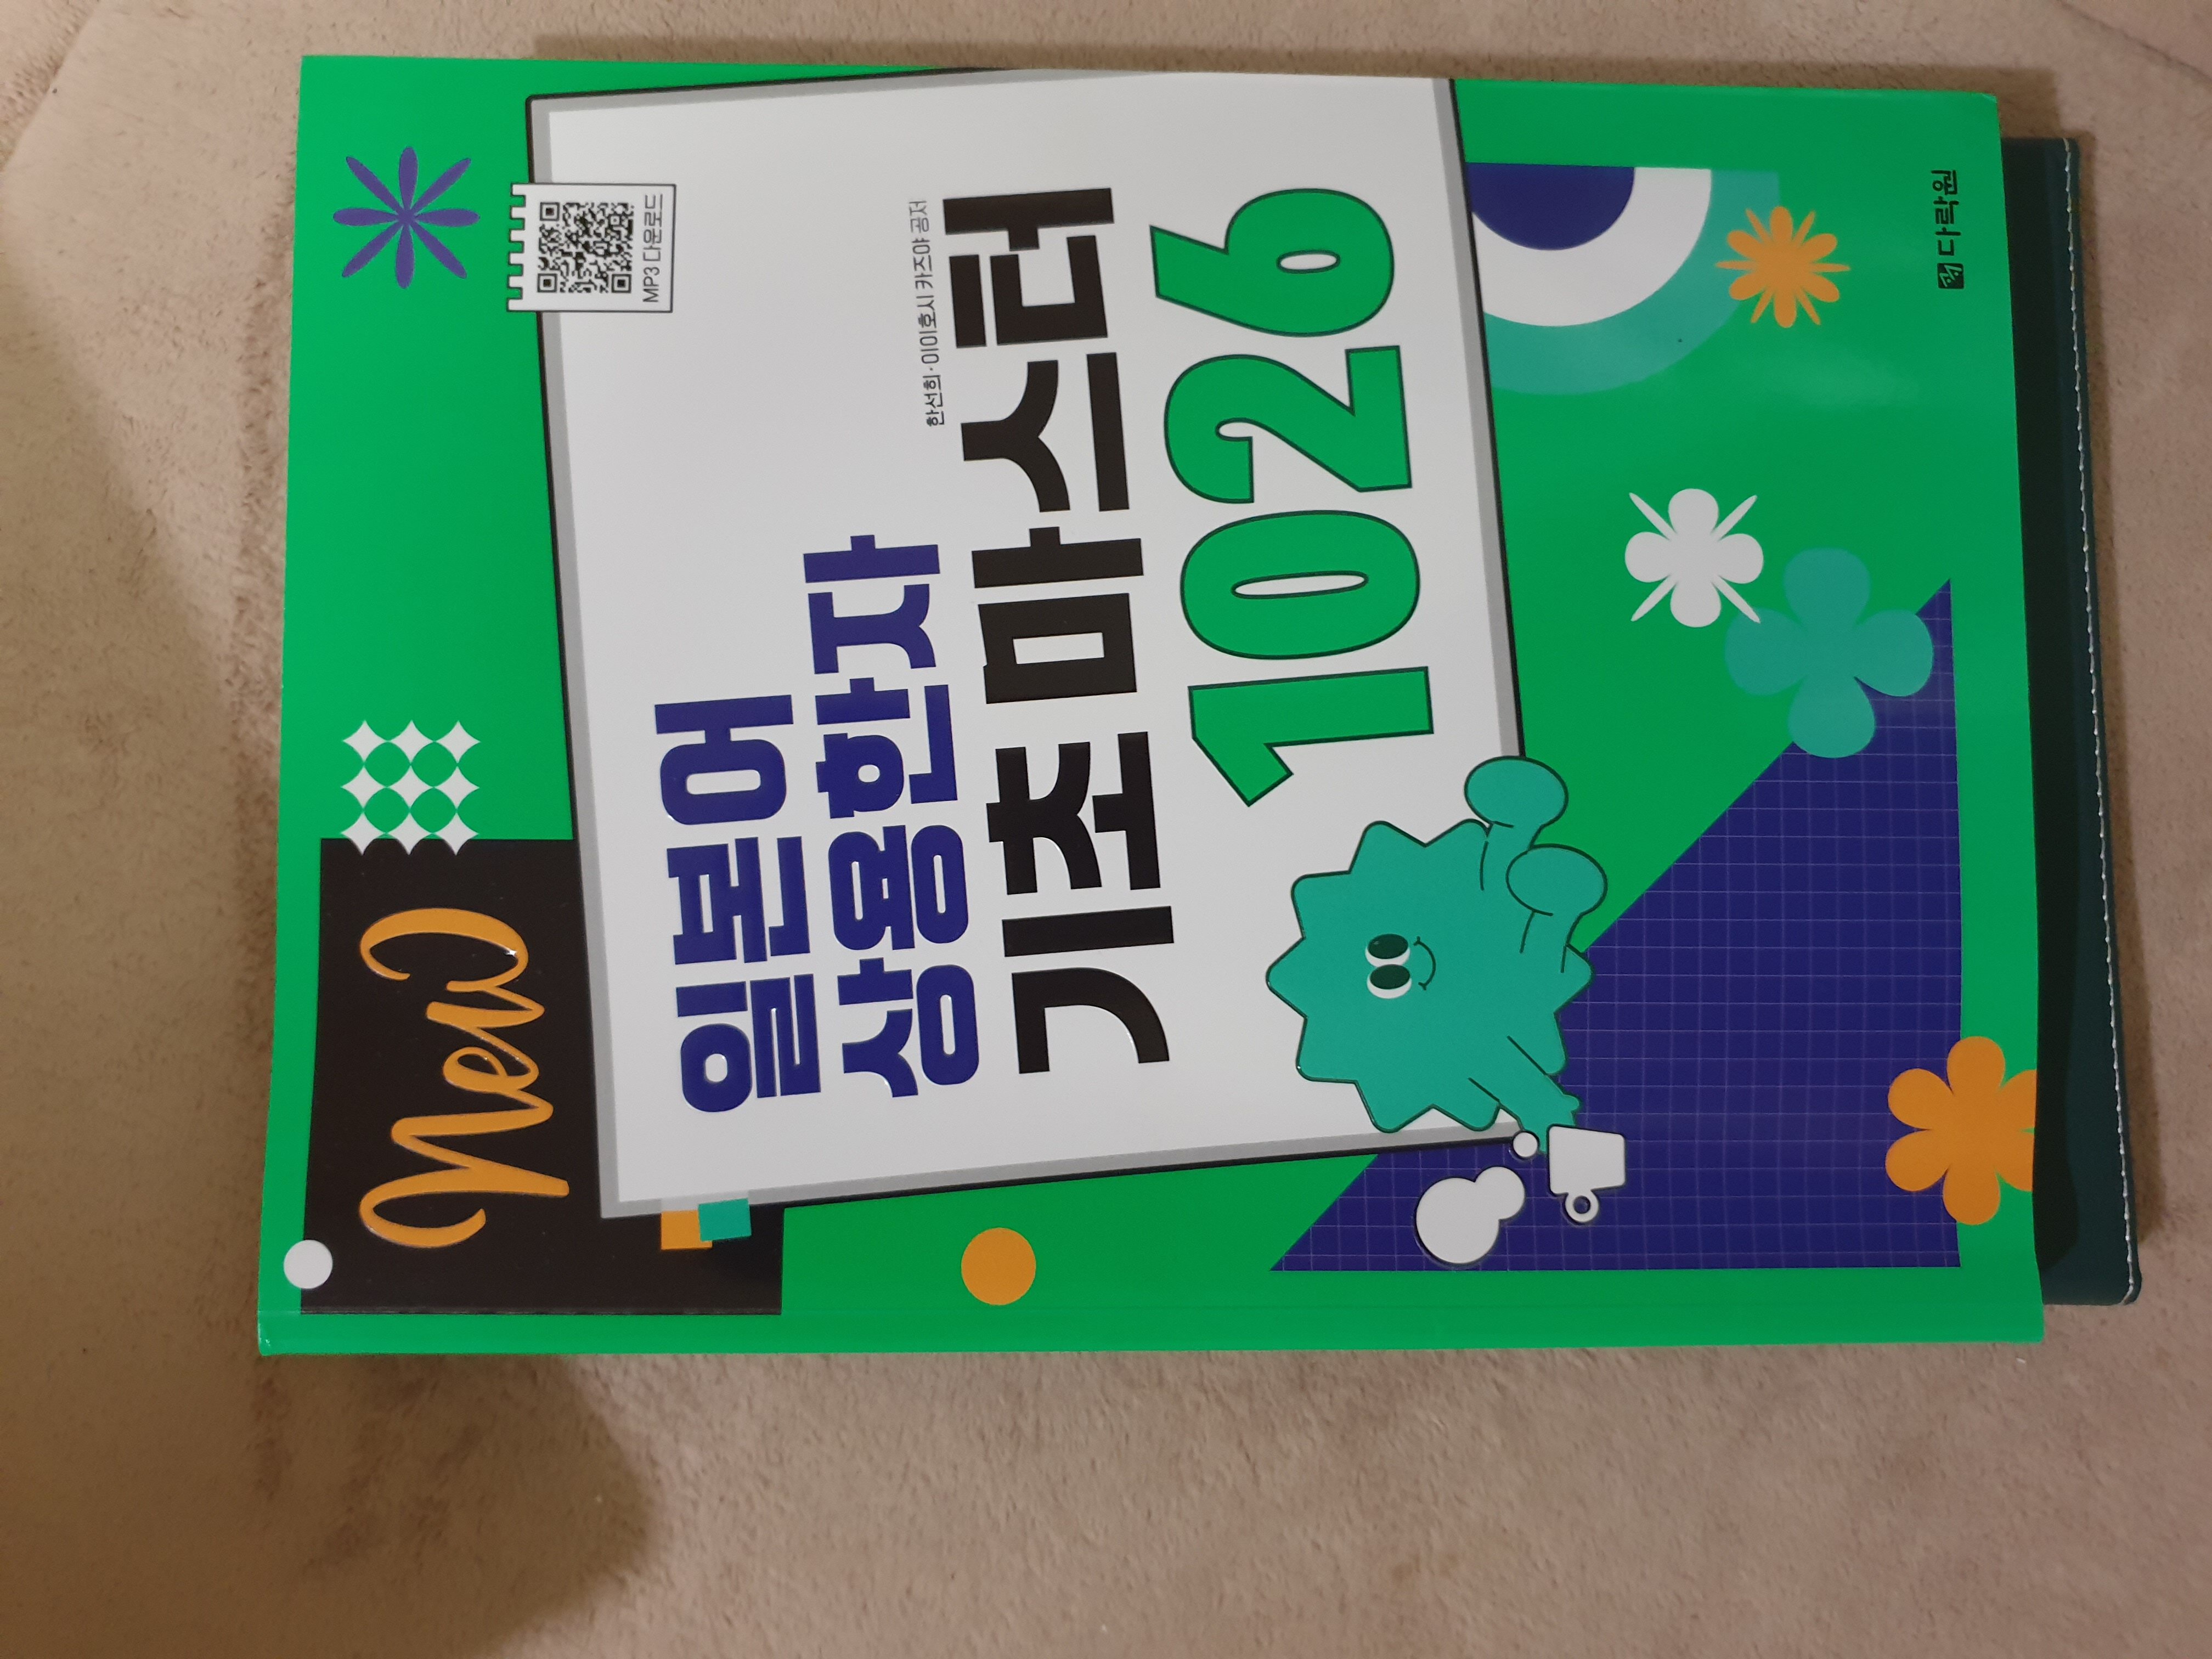 New
MP3 다운로드
일본어
상용한자
한선희·이이호시 카즈야 공저
기초 마스터
1026
다락원